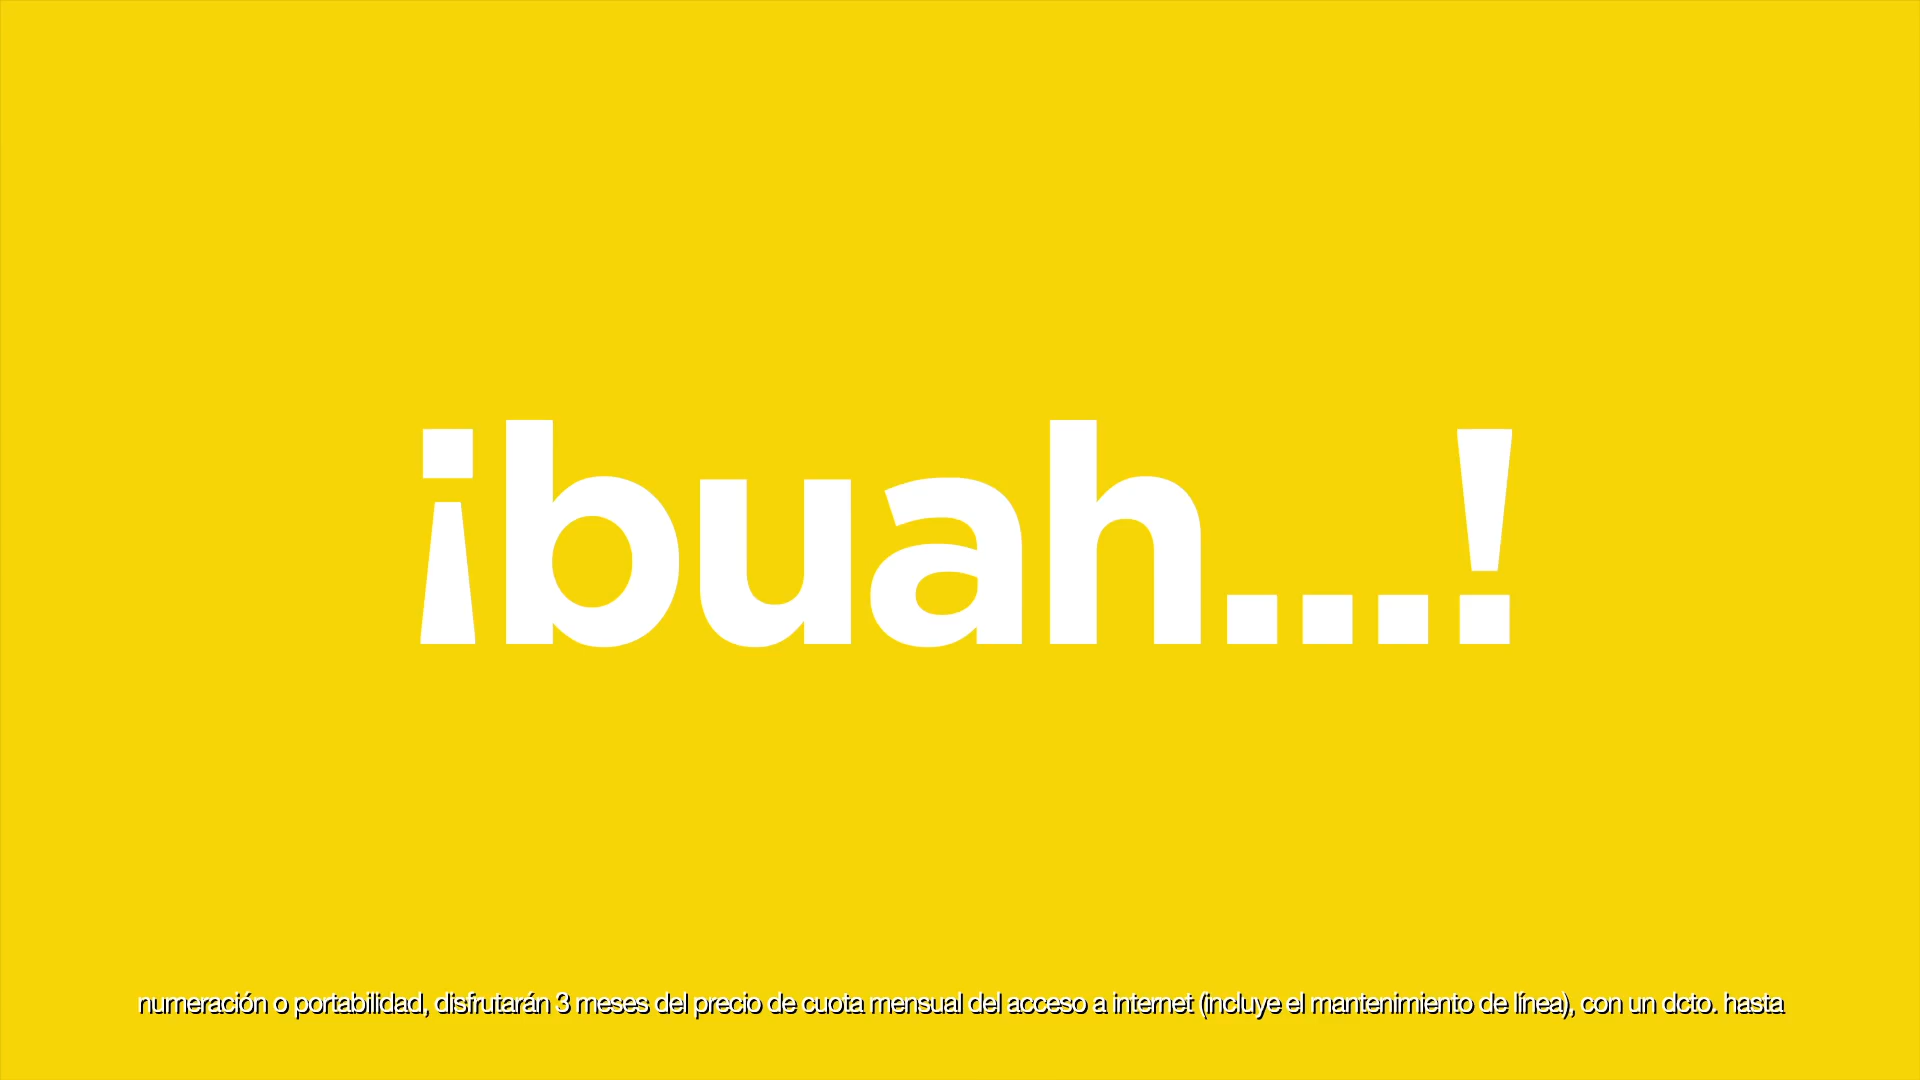 ¡buah...!
numeración o portabilidad, disfrutarán 3 meses del precio de cuota mensual del acceso a internet (incluye el mantenimiento de línea), con un dcto. hasta